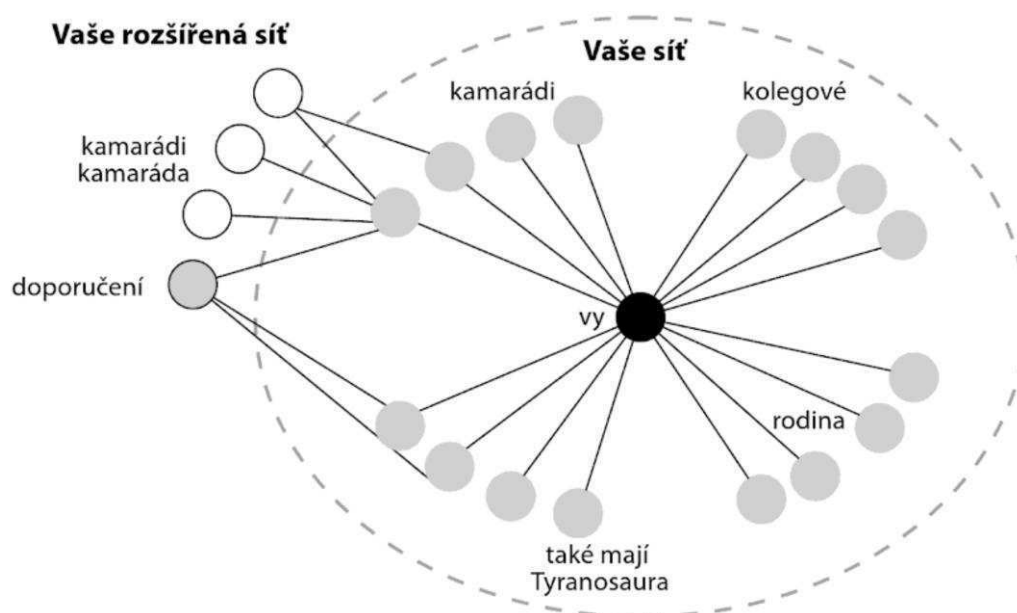 Vaše rozšířená síť
Vaše síť
kamarádi
kolegové
kamarádi
kamaráda
doporučení
vy
rodina
také mají
Tyranosaura